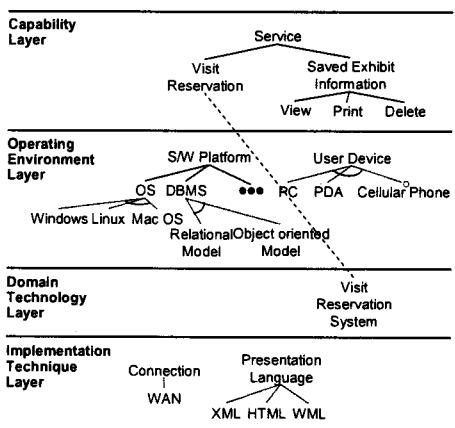 Capability
Layer
Service
Visit
Reservation
Saved Exhibit
Information
View Print Delete
Operating
Environment
Layer
S/W Platform
User Device
OS DBMS ●●● PC PDA Cellular Phone
Windows Linux Mac OS
Relational
Model
Object oriented
Model
Domain
Technology
Layer
Visit
Reservation
System
Implementation
Technique
Layer
Connection
WAN
Presentation
Language
XML HTML WML